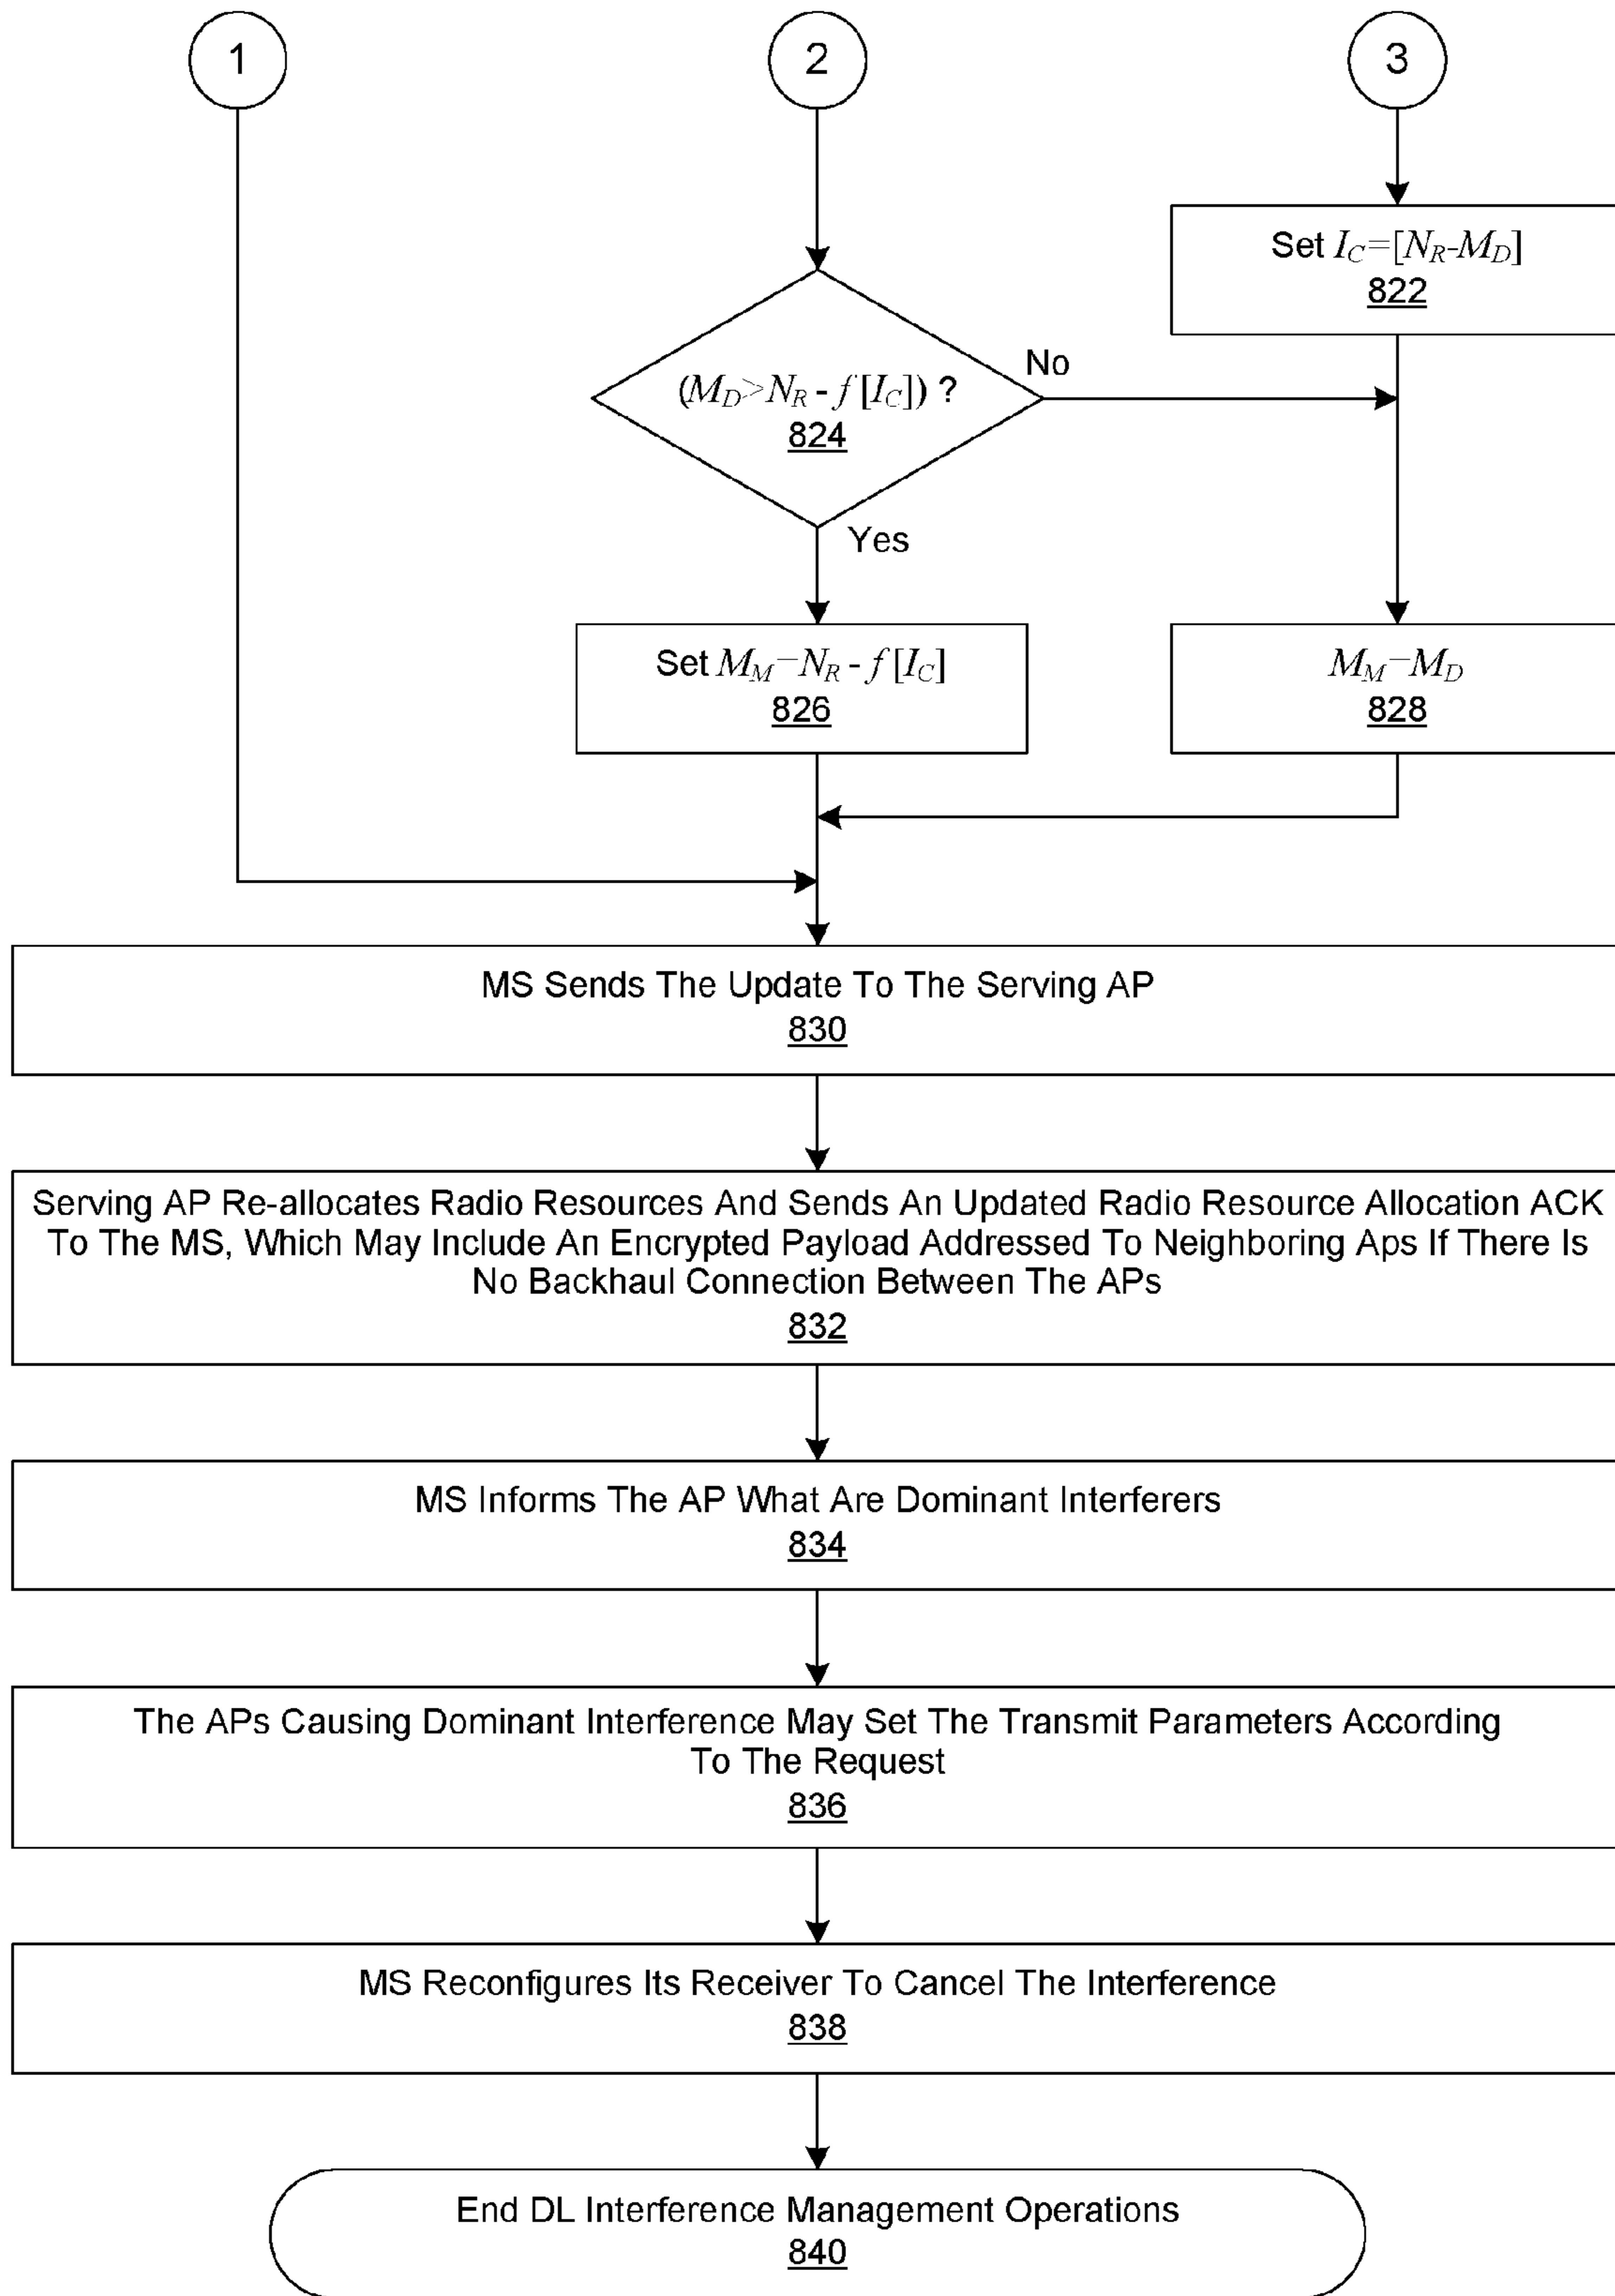 1
2
3
Set I_C=[N_R-M_D]
822
No
(M_D>N_R - f [I_C]) ?
824
Yes
Set M_M–N_R - f [I_C]
826
M_M–M_D
828
MS Sends The Update To The Serving AP
830
Serving AP Re-allocates Radio Resources And Sends An Updated Radio Resource Allocation ACK
To The MS, Which May Include An Encrypted Payload Addressed To Neighboring Aps If There Is
No Backhaul Connection Between The APs
832
MS Informs The AP What Are Dominant Interferers
834
The APs Causing Dominant Interference May Set The Transmit Parameters According
To The Request
836
MS Reconfigures Its Receiver To Cancel The Interference
838
End DL Interference Management Operations
840